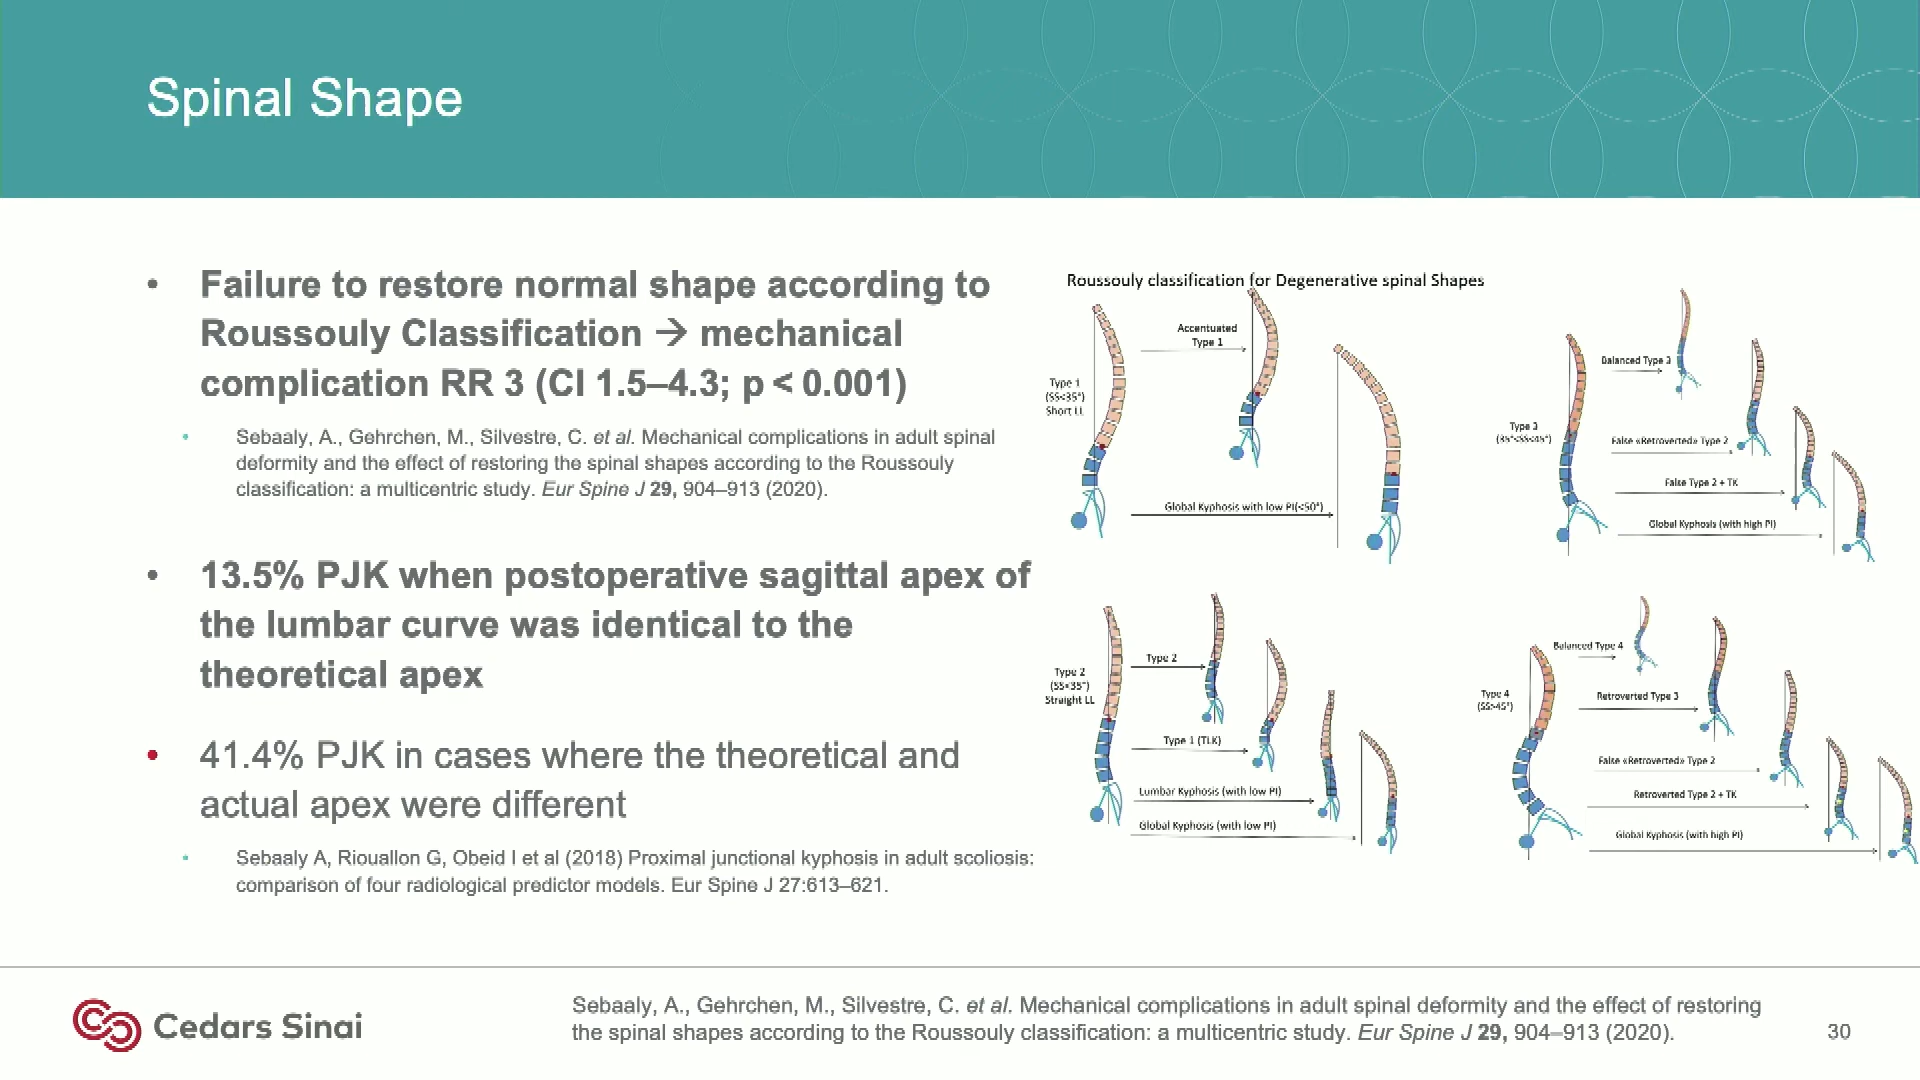 Spinal Shape
• Failure to restore normal shape according to
Roussouly Classification → mechanical
complication RR 3 (CI 1.5–4.3; p < 0.001)
• Sebaaly, A., Gehrchen, M., Silvestre, C. et al. Mechanical complications in adult spinal
deformity and the effect of restoring the spinal shapes according to the Roussouly
classification: a multicentric study. Eur Spine J 29, 904–913 (2020).
• 13.5% PJK when postoperative sagittal apex of
the lumbar curve was identical to the
theoretical apex
• 41.4% PJK in cases where the theoretical and
actual apex were different
• Sebaaly A, Riouallon G, Obeid I et al (2018) Proximal junctional kyphosis in adult scoliosis:
comparison of four radiological predictor models. Eur Spine J 27:613–621.
Roussouly classification for Degenerative spinal Shapes
Type 1
(SS<35°)
Short LL
Accentuated
Type 1
Global Kyphosis with low PI(<50°)
Type 3
(35°<SS<45°)
Balanced Type 3
False «Retroverted» Type 2
False Type 2 + TK
Global Kyphosis (with high PI)
Type 2
(SS<35°)
Straight LL
Type 2
Type 1 (TLK)
Lumbar Kyphosis (with low PI)
Global Kyphosis (with low PI)
Type 4
(SS>45°)
Balanced Type 4
Retroverted Type 3
False «Retroverted» Type 2
Retroverted Type 2 + TK
Global Kyphosis (with high PI)
Cedars Sinai
Sebaaly, A., Gehrchen, M., Silvestre, C. et al. Mechanical complications in adult spinal deformity and the effect of restoring
the spinal shapes according to the Roussouly classification: a multicentric study. Eur Spine J 29, 904–913 (2020).
30